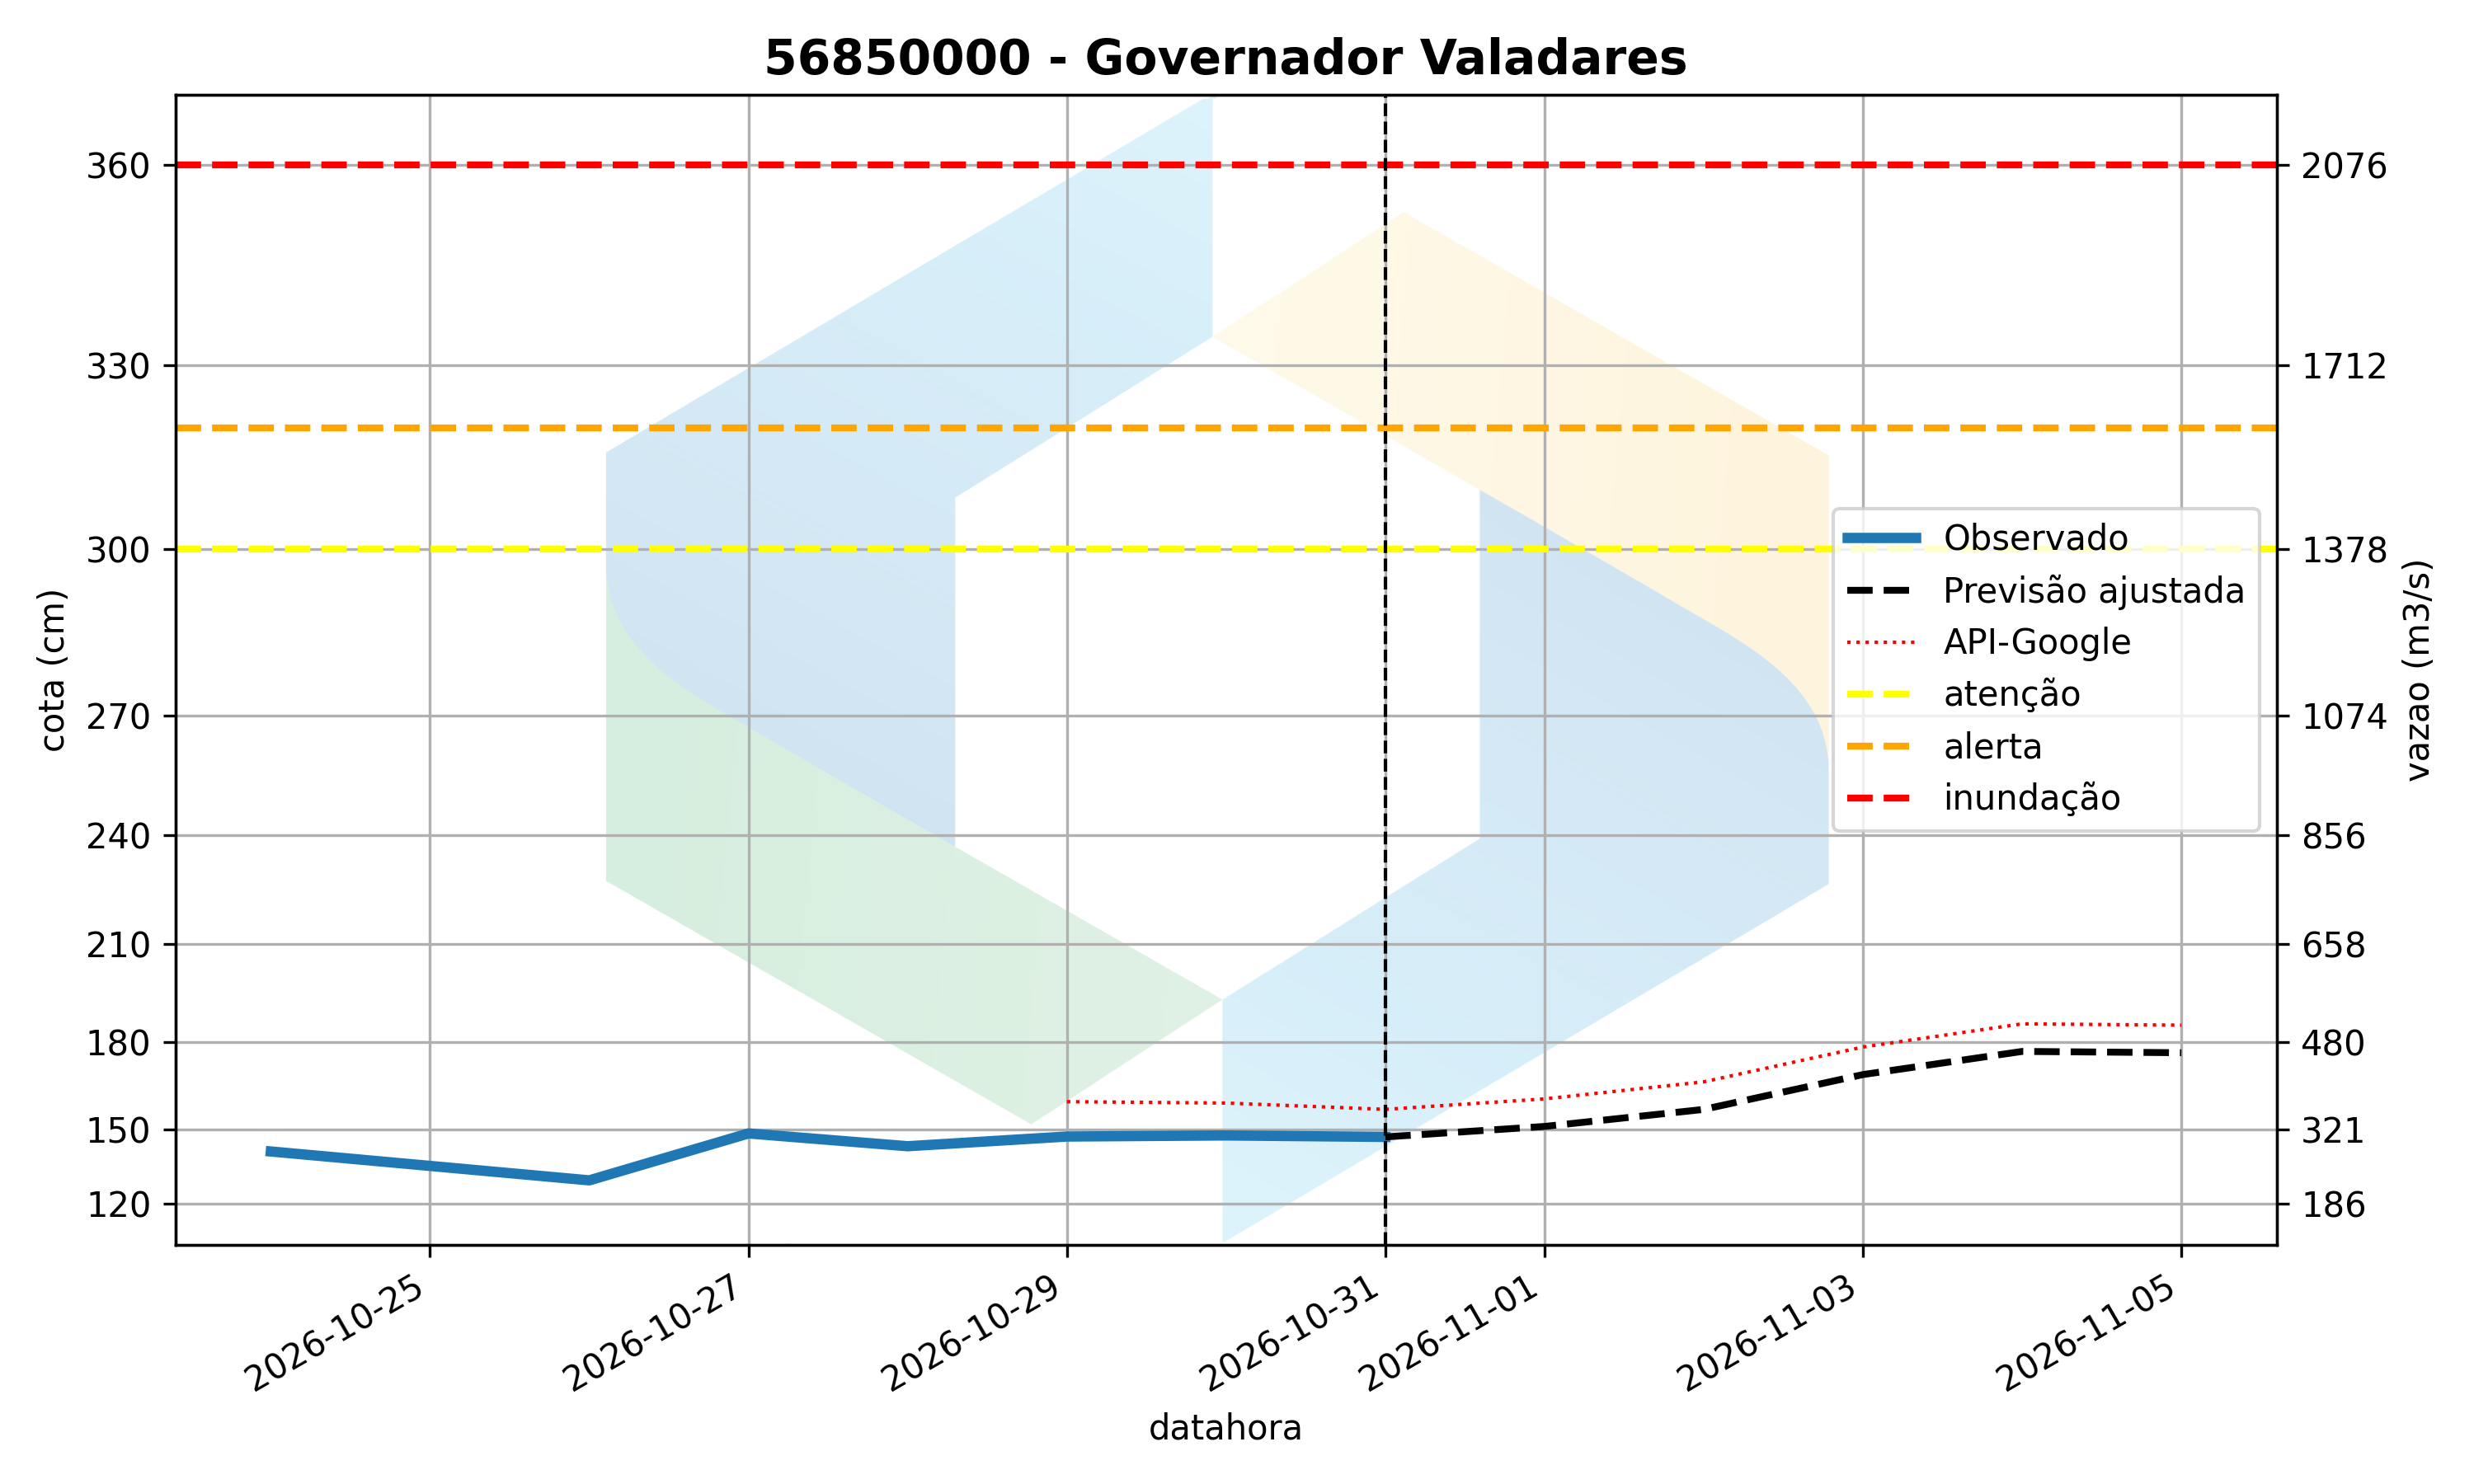 56850000 - Governador Valadares
360
330
300
270
240
210
180
150
120
cota (cm)
2076
1712
1378
1074
856
658
480
321
186
vazao (m3/s)
Observado
Previsão ajustada
API-Google
atenção
alerta
inundação
2026-10-25
2026-10-27
2026-10-29
2026-10-31
2026-11-01
2026-11-03
2026-11-05
datahora